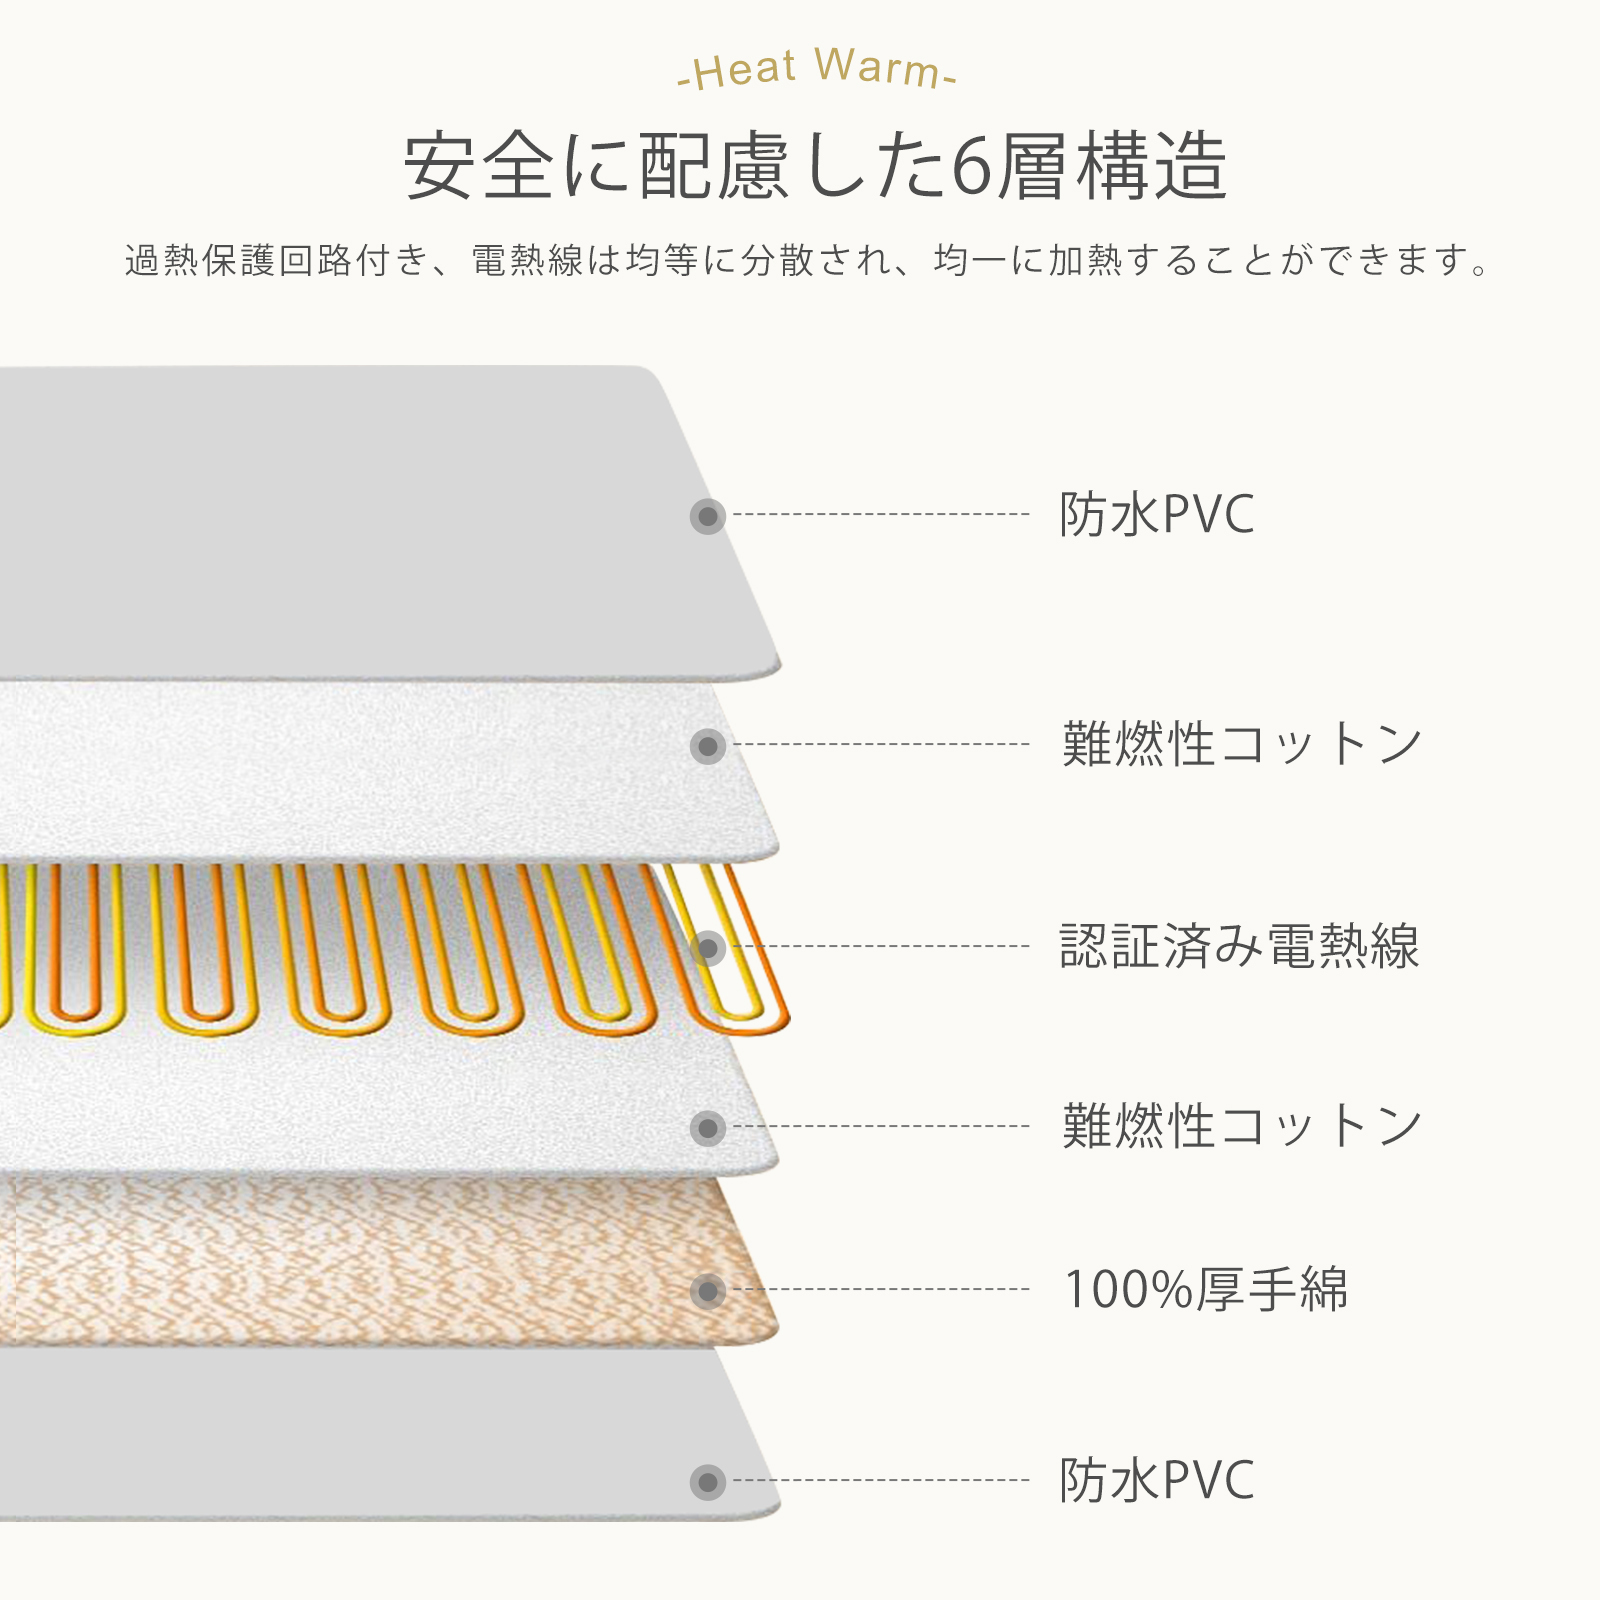 -Heat Warm-
安全に配慮した6層構造
過熱保護回路付き、電熱線は均等に分散され、均一に加熱することができます。
防水PVC
難燃性コットン
認証済み電熱線
難燃性コットン
100%厚手綿
防水PVC